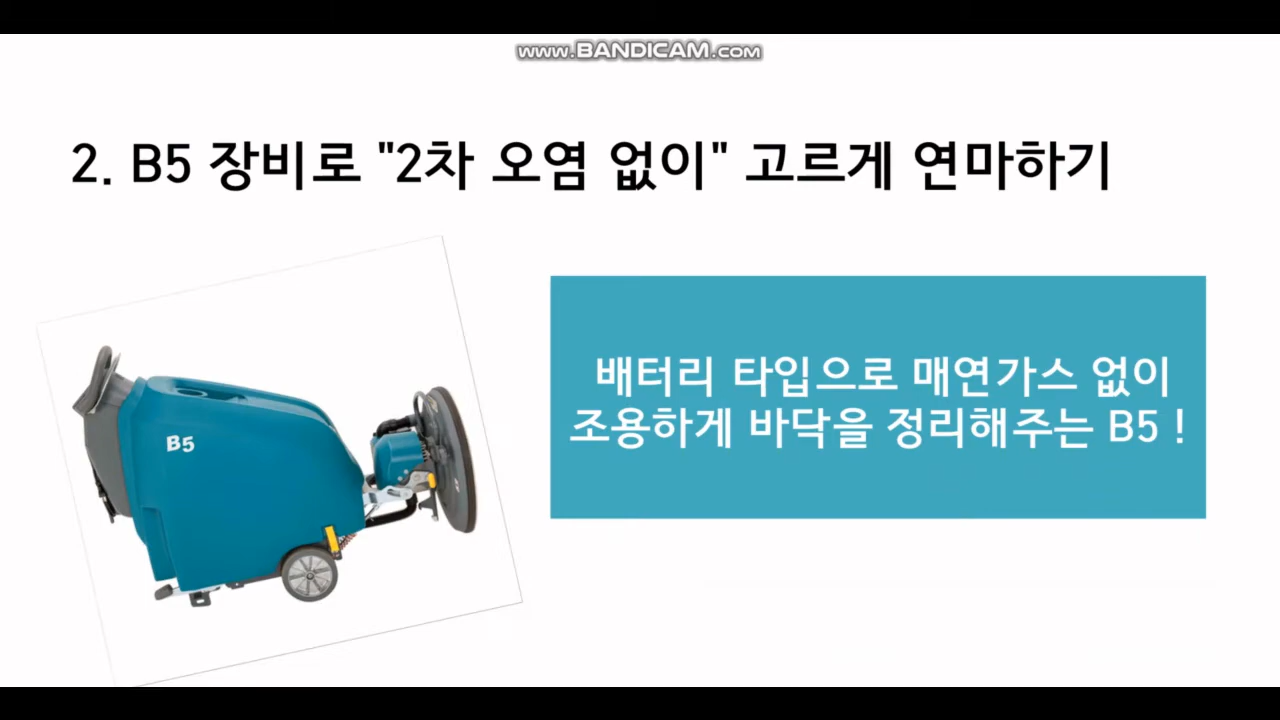 www.BANDICAM.com
2. B5 장비로 "2차 오염 없이" 고르게 연마하기
B5
배터리 타입으로 매연가스 없이
조용하게 바닥을 정리해주는 B5 !